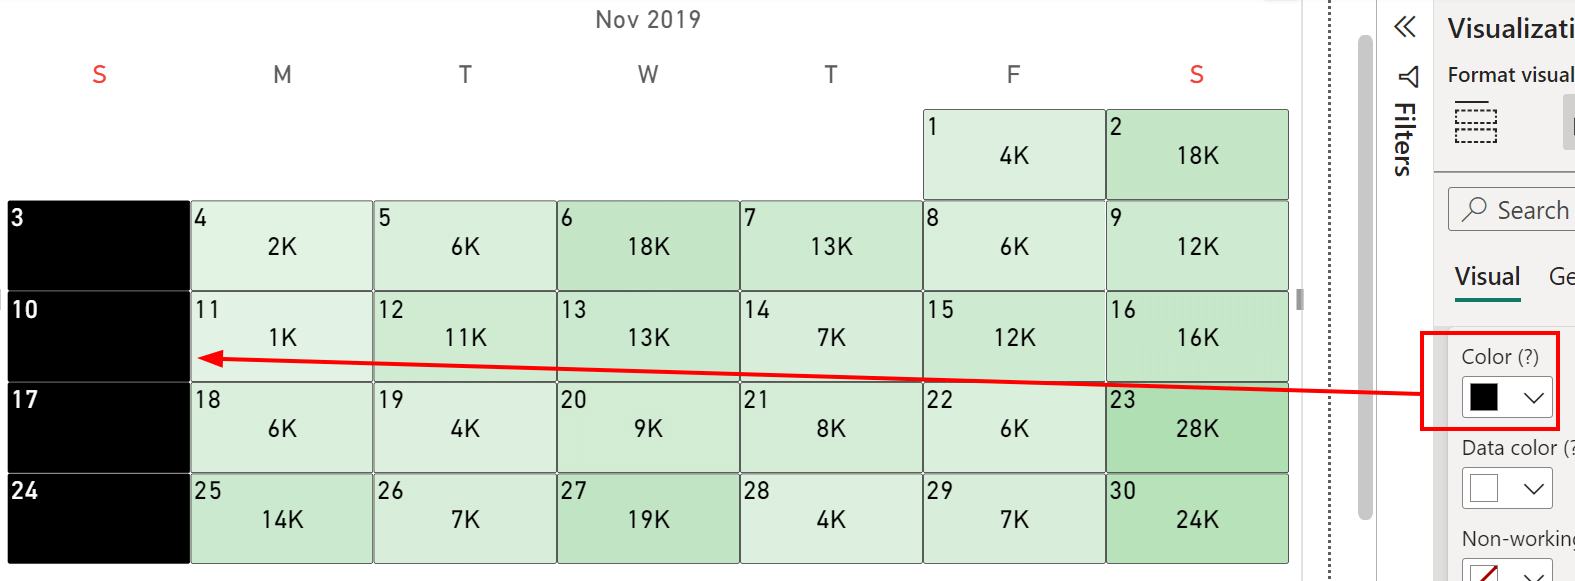 Nov 2019
S M T W T F S
1 2
4K 18K
3 4 5 6 7 8 9
2K 6K 18K 13K 6K 12K
10 11 12 13 14 15 16
1K 11K 13K 7K 12K 16K
17 18 19 20 21 22 23
6K 4K 9K 8K 6K 28K
24 25 26 27 28 29 30
14K 7K 19K 4K 7K 24K
Filters
Visualizati
Format visual
Search
Visual Ge
Color (?)
Data color (?
Non-working